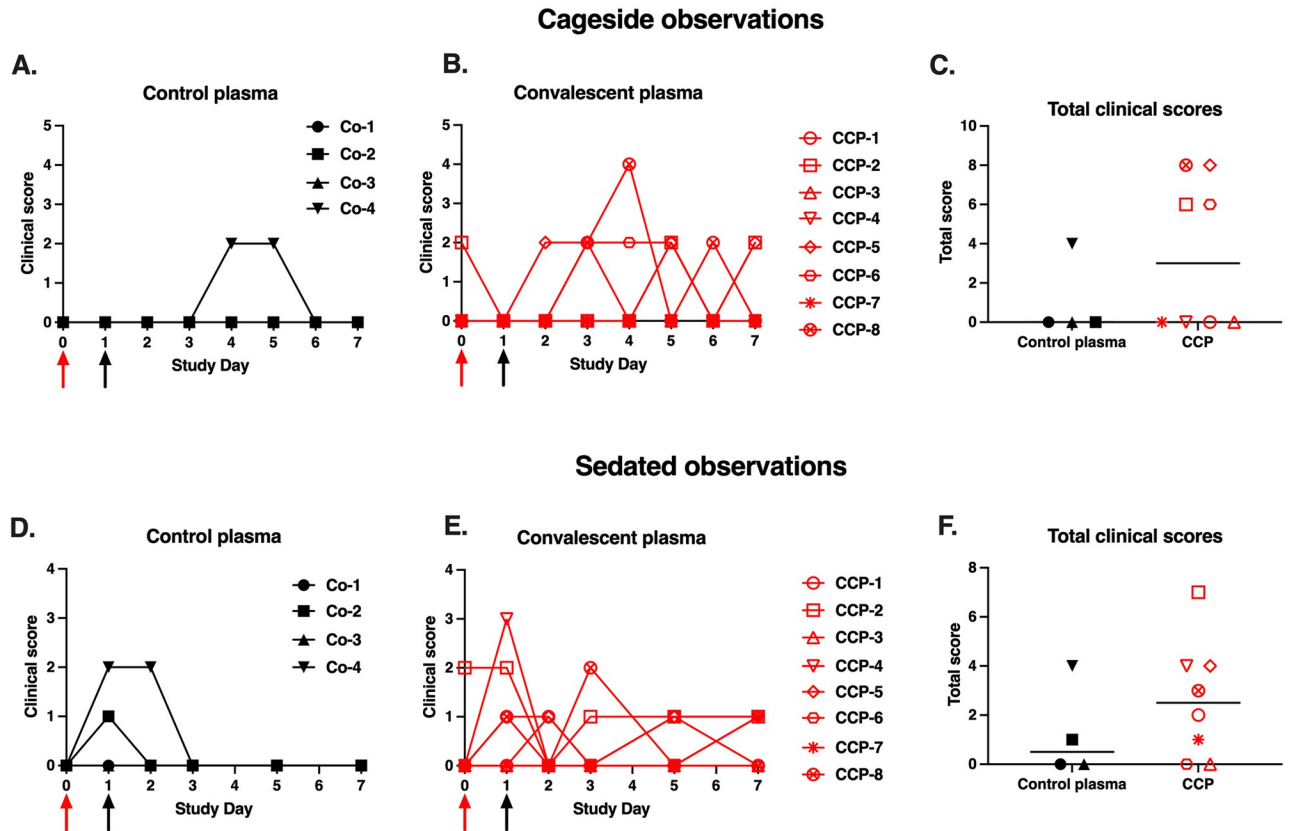 Cageside observations
A.
Control plasma
5
4
3
2
1
0
Clinical score
0 1 2 3 4 5 6 7
Study Day
Co-1
Co-2
Co-3
Co-4
B.
Convalescent plasma
5
4
3
2
1
0
Clinical score
0 1 2 3 4 5 6 7
Study Day
CCP-1
CCP-2
CCP-3
CCP-4
CCP-5
CCP-6
CCP-7
CCP-8
C.
Total clinical scores
10
8
6
4
2
0
Total score
Control plasma CCP
Sedated observations
D.
Control plasma
4
3
2
1
0
Clinical score
0 1 2 3 4 5 6 7
Study Day
Co-1
Co-2
Co-3
Co-4
E.
Convalescent plasma
4
3
2
1
0
Clinical score
0 1 2 3 4 5 6 7
Study Day
CCP-1
CCP-2
CCP-3
CCP-4
CCP-5
CCP-6
CCP-7
CCP-8
F.
Total clinical scores
8
6
4
2
0
Total score
Control plasma CCP